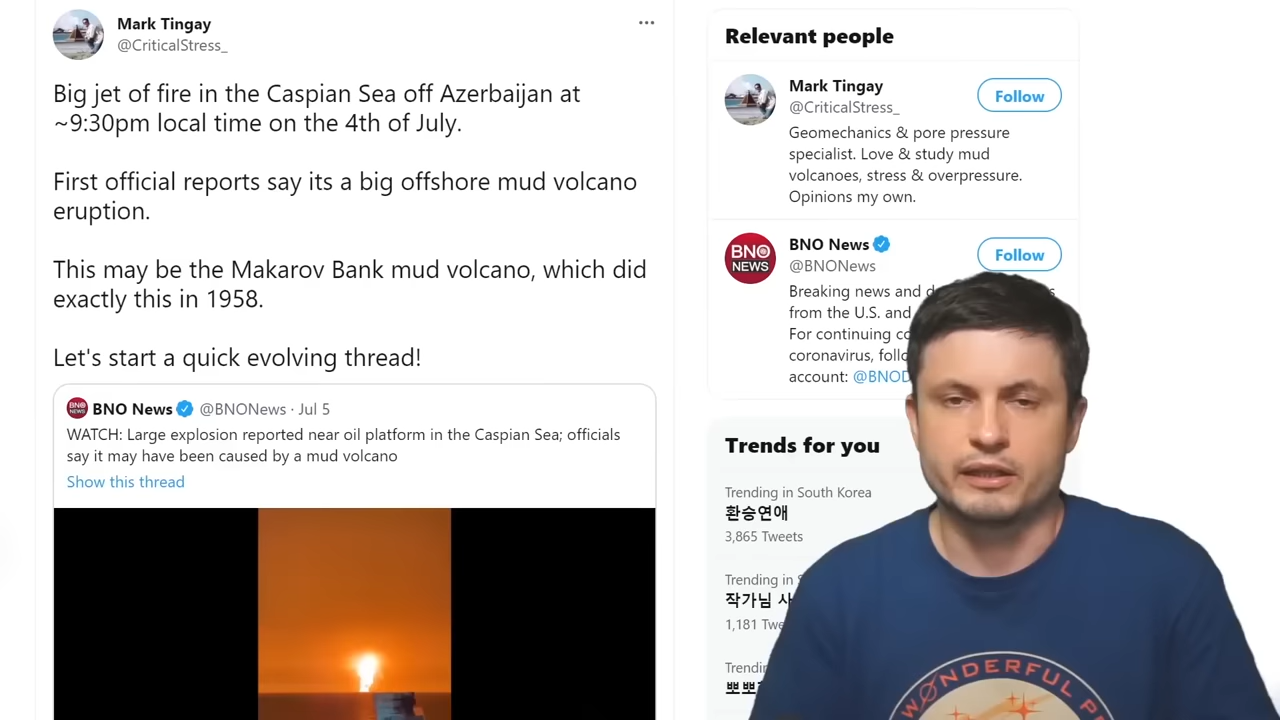 Mark Tingay
@CriticalStress_
Big jet of fire in the Caspian Sea off Azerbaijan at
~9:30pm local time on the 4th of July.
First official reports say its a big offshore mud volcano
eruption.
This may be the Makarov Bank mud volcano, which did
exactly this in 1958.
Let's start a quick evolving thread!
BNO NEWS
BNO News @BNONews · Jul 5
WATCH: Large explosion reported near oil platform in the Caspian Sea; officials
say it may have been caused by a mud volcano
Show this thread
Relevant people
Mark Tingay
@CriticalStress_
Follow
Geomechanics & pore pressure
specialist. Love & study mud
volcanoes, stress & overpressure.
Opinions my own.
BNO
NEWS
BNO News
@BNONews
Follow
Breaking news and
from the U.S. and
For continuing
coronavirus,
account: @BNOD
Trends for you
Trending in South Korea
환승연애
3,865 Tweets
Trending in
작가님
1,181
WONDERFUL